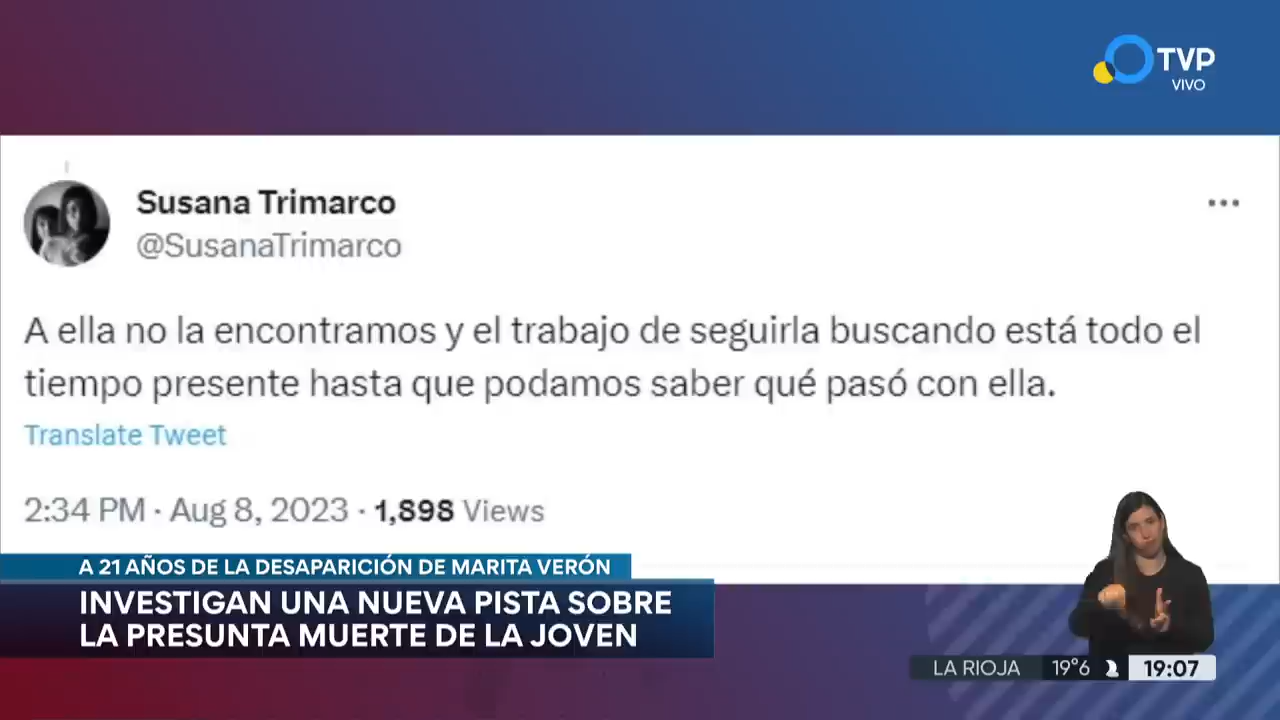 TVP
VIVO
Susana Trimarco
@SusanaTrimarco
A ella no la encontramos y el trabajo de seguirla buscando está todo el
tiempo presente hasta que podamos saber qué pasó con ella.
Translate Tweet
2:34 PM · Aug 8, 2023 · 1,898 Views
A 21 AÑOS DE LA DESAPARICIÓN DE MARITA VERÓN
INVESTIGAN UNA NUEVA PISTA SOBRE
LA PRESUNTA MUERTE DE LA JOVEN
LA RIOJA 19°6 19:07